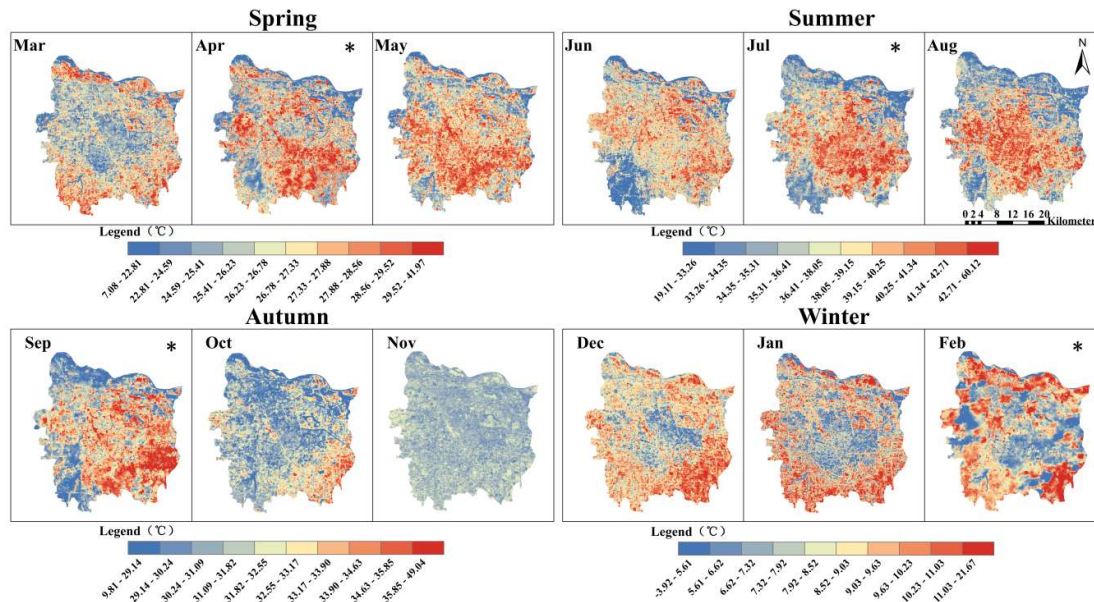 Spring
Summer
Mar
Apr
*
May
Jun
Jul
*
Aug
N
0 2 4 8 12 16 20
Kilometer
Legend（℃）
7.08 - 22.81
22.81 - 24.59
24.59 - 25.41
25.41 - 26.23
26.23 - 26.78
26.78 - 27.33
27.33 - 27.88
27.88 - 28.56
28.56 - 29.52
29.52 - 41.97
Legend（℃）
19.11 - 33.26
33.26 - 34.35
34.35 - 35.31
35.31 - 36.41
36.41 - 38.05
38.05 - 39.15
39.15 - 40.25
40.25 - 41.34
41.34 - 42.71
42.71 - 60.12
Autumn
Winter
Sep
*
Oct
Nov
Dec
Jan
Feb
*
Legend（℃）
9.81 - 29.14
29.14 - 30.24
30.24 - 31.09
31.09 - 31.82
31.82 - 32.55
32.55 - 33.17
33.17 - 33.90
33.90 - 34.63
34.63 - 35.85
35.85 - 49.04
Legend（℃）
-3.92 - 5.61
5.61 - 6.62
6.62 - 7.32
7.32 - 7.92
7.92 - 8.52
8.52 - 9.03
9.03 - 9.63
9.63 - 10.23
10.23 - 11.03
11.03 - 21.67